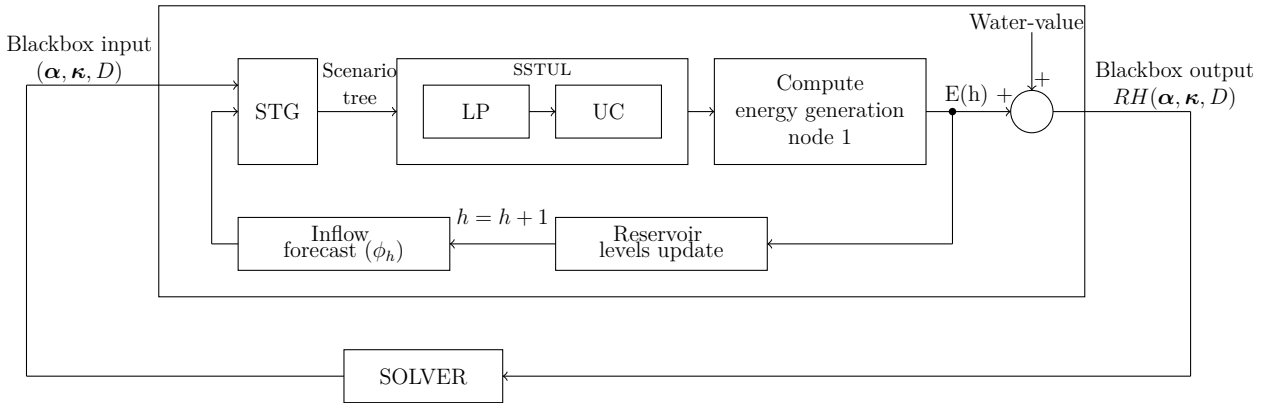 Water-value
Blackbox input
(α, κ, D)
STG
Scenario
tree
SSTUL
LP
UC
Compute
energy generation
node 1
E(h)
+
+
Blackbox output
RH(α, κ, D)
Inflow
forecast (ϕₕ)
h = h + 1
Reservoir
levels update
SOLVER